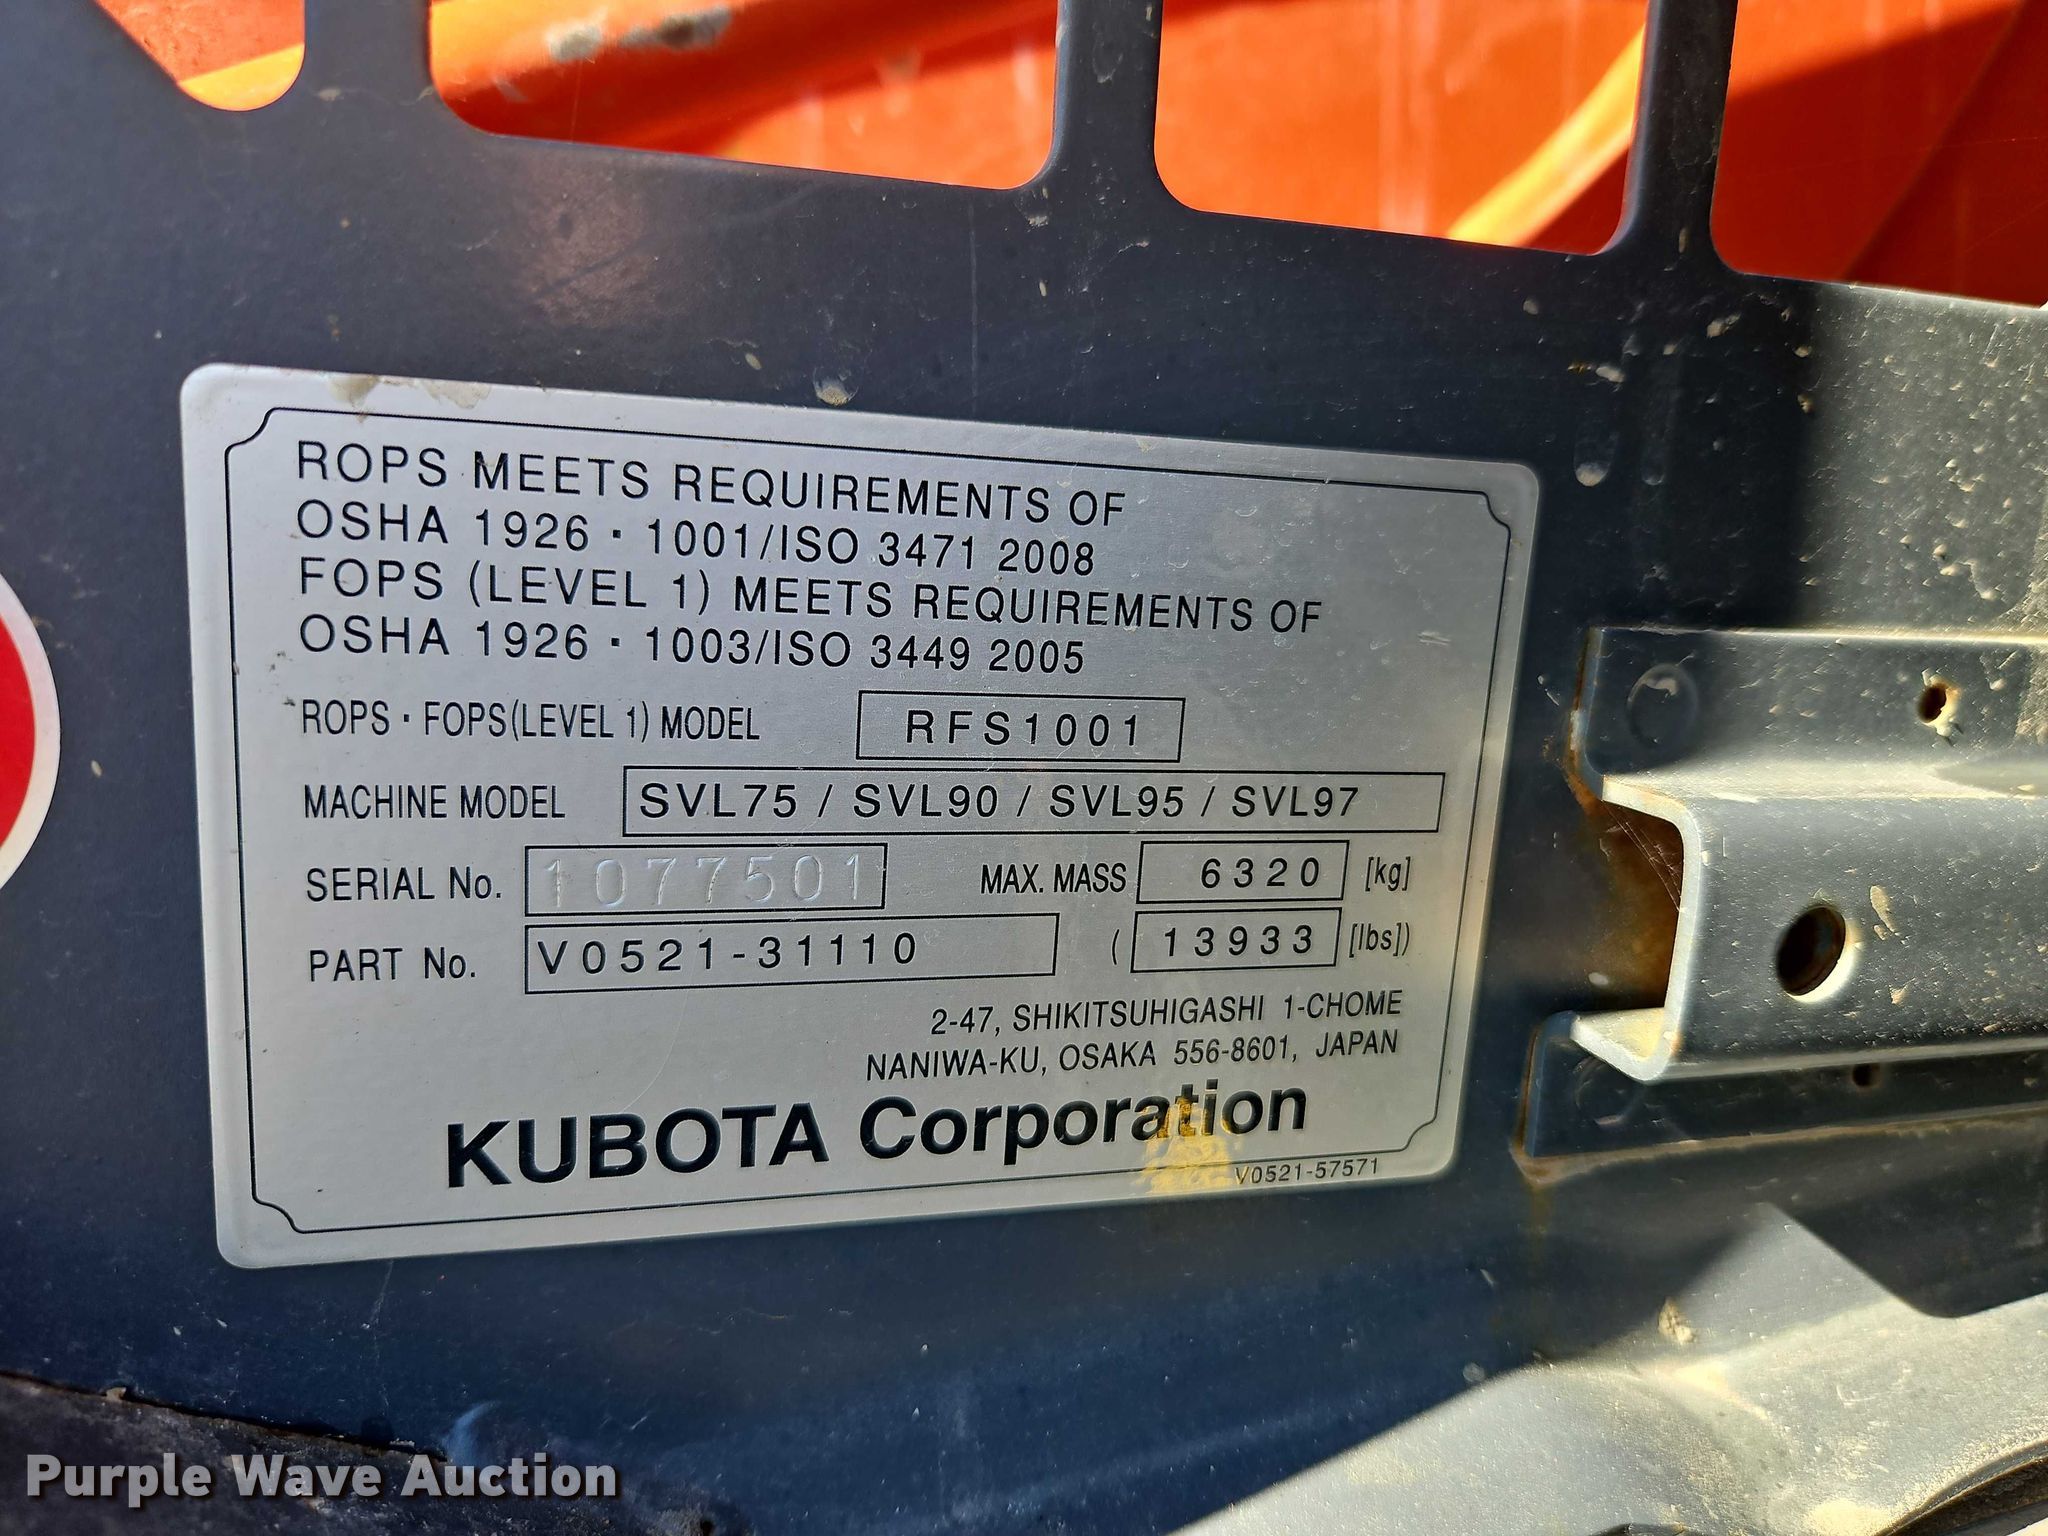 ROPS MEETS REQUIREMENTS OF
OSHA 1926・1001/ISO 3471 2008
FOPS (LEVEL 1) MEETS REQUIREMENTS OF
OSHA 1926・1003/ISO 3449 2005
ROPS・FOPS(LEVEL 1) MODEL RFS1001
MACHINE MODEL SVL75 / SVL90 / SVL95 / SVL97
SERIAL No. 1077501 MAX. MASS 6320 [kg]
PART No. V0521-31110 (13933 [lbs])
2-47, SHIKITSUHIGASHI 1-CHOME
NANIWA-KU, OSAKA 556-8601, JAPAN
KUBOTA Corporation
V0521-57571
Purple Wave Auction